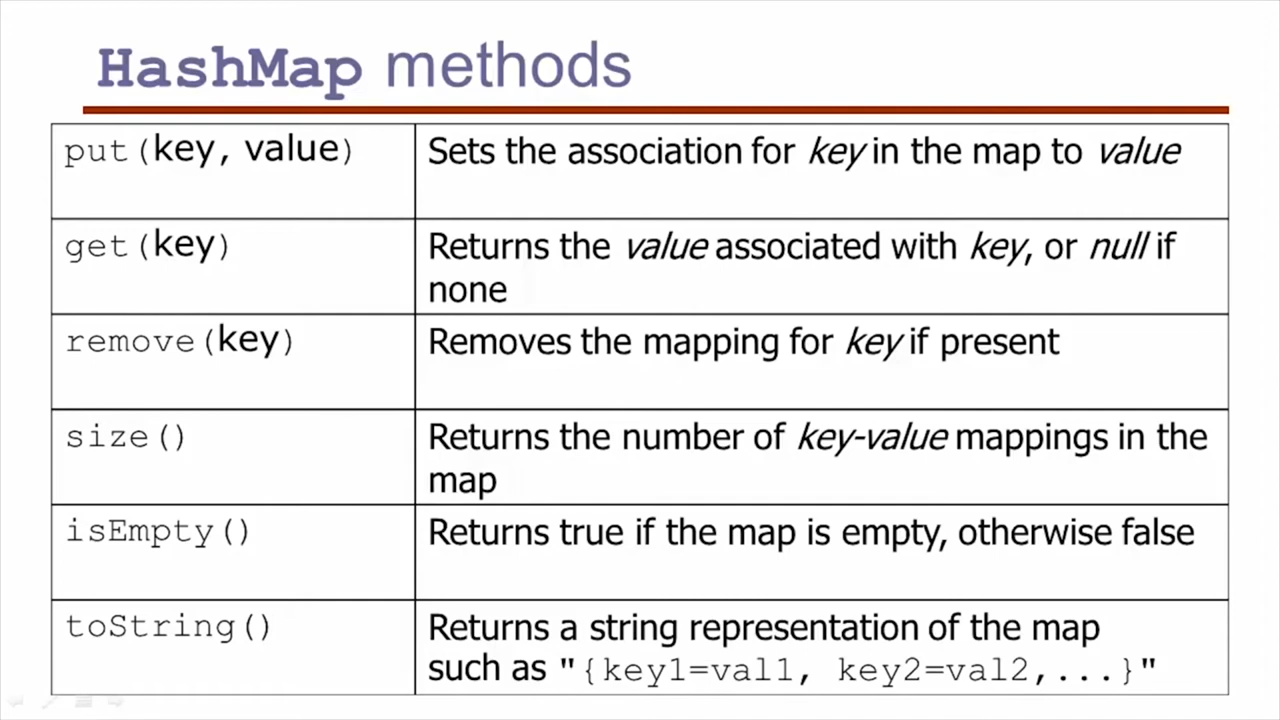 HashMap methods
put(key, value)
Sets the association for key in the map to value
get(key)
Returns the value associated with key, or null if
none
remove(key)
Removes the mapping for key if present
size()
Returns the number of key-value mappings in the
map
isEmpty()
Returns true if the map is empty, otherwise false
toString()
Returns a string representation of the map
such as "{key1=val1, key2=val2,...}"